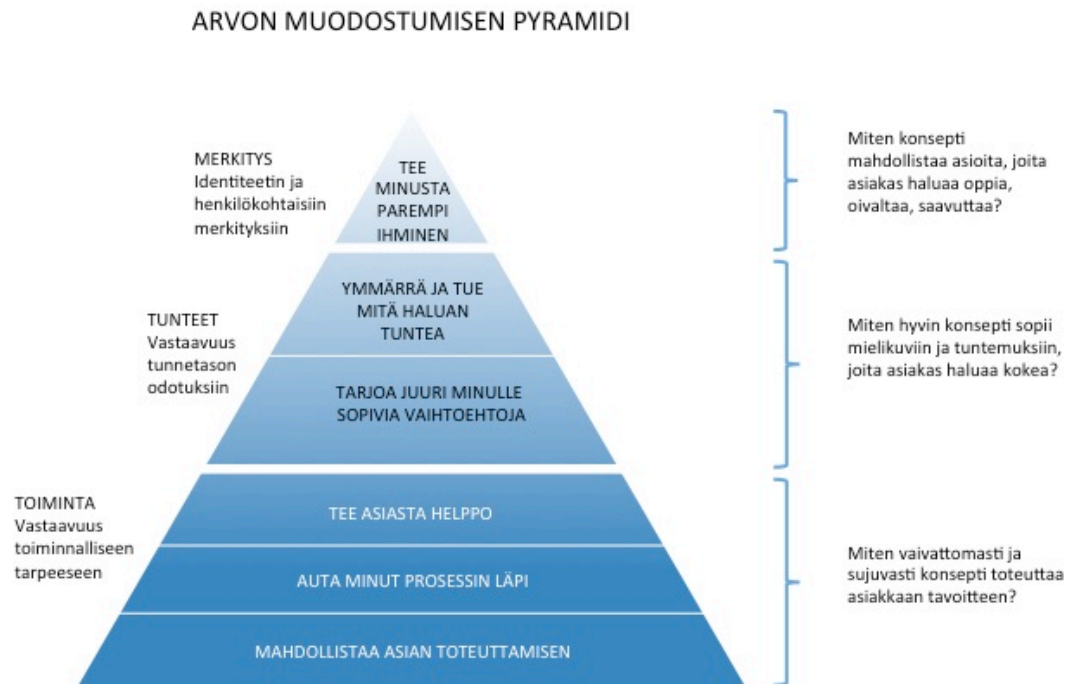 ARVON MUODOSTUMISEN PYRAMIDI
MERKITYS
Identiteetin ja
henkilökohtaisiin
merkityksiin
TEE
MINUSTA
PAREMPI
IHMINEN
Miten konsepti
mahdollistaa asioita, joita
asiakas haluaa oppia,
oivaltaa, saavuttaa?
TUNTEET
Vastaavuus
tunnetason
odotuksiin
YMMÄRRÄ JA TUE
MITÄ HALUAN
TUNTEA
TARJOA JUURI MINULLE
SOPIVIA VAIHTOEHTOJA
Miten hyvin konsepti sopii
mielikuviin ja tuntemuksiin,
joita asiakas haluaa kokea?
TOIMINTA
Vastaavuus
toiminnalliseen
tarpeeseen
TEE ASIASTA HELPPO
AUTA MINUT PROSESSIN LÄPI
MAHDOLLISTAA ASIAN TOTEUTTAMISEN
Miten vaivattomasti ja
sujuvasti konsepti toteuttaa
asiakkaan tavoitteen?